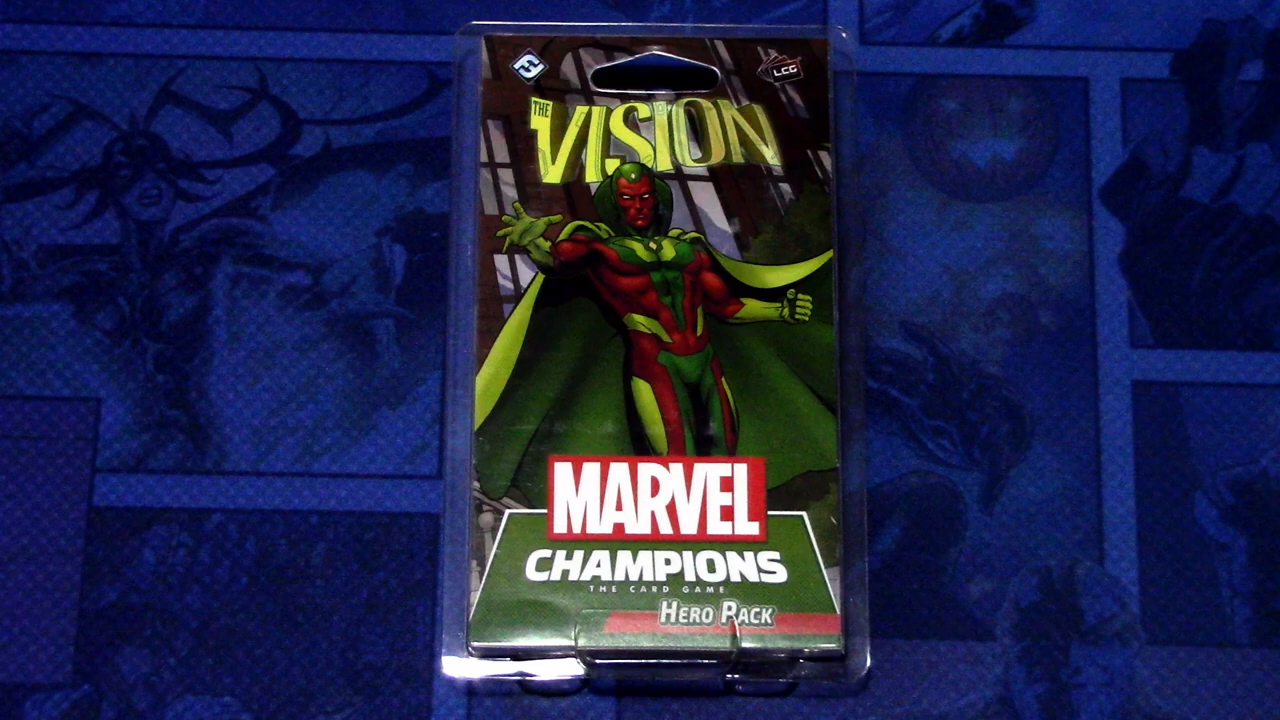 LCG
THE
VISION
MARVEL
CHAMPIONS
THE CARD GAME
HERO PACK